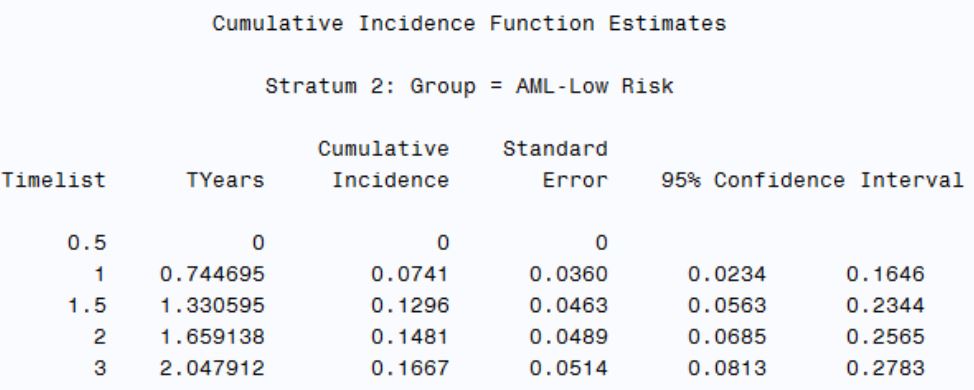 Cumulative Incidence Function Estimates
Stratum 2: Group = AML-Low Risk
Cumulative Standard
Timelist TYears Incidence Error 95% Confidence Interval
0.5 0 0 0
1 0.744695 0.0741 0.0360 0.0234 0.1646
1.5 1.330595 0.1296 0.0463 0.0563 0.2344
2 1.659138 0.1481 0.0489 0.0685 0.2565
3 2.047912 0.1667 0.0514 0.0813 0.2783